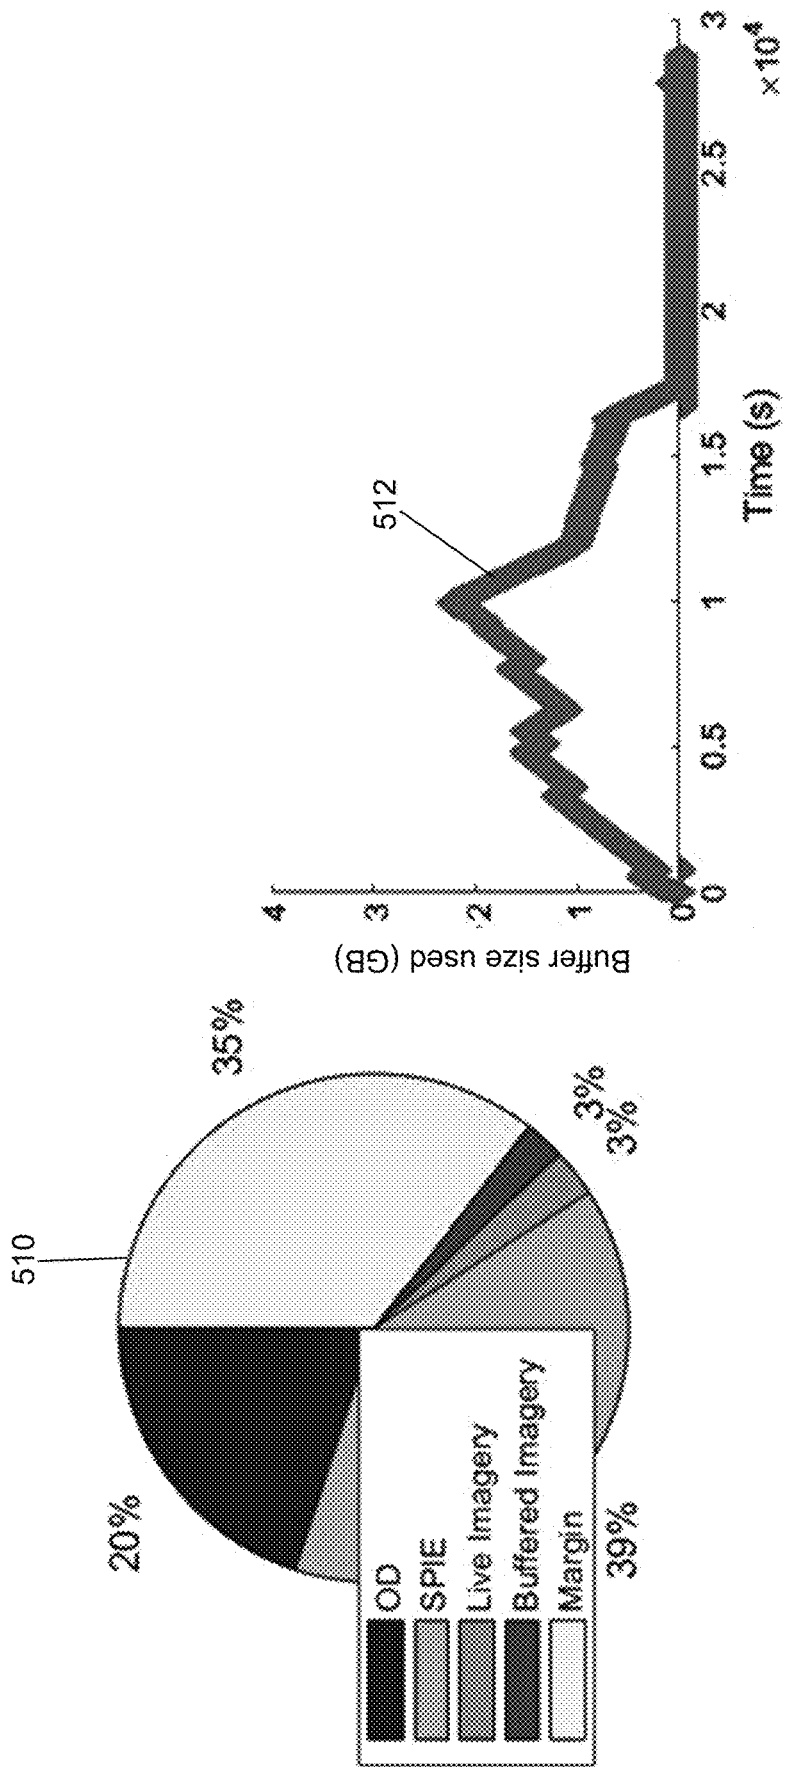 510
20%
35%
3%
3%
39%
OD
SPIE
Live Imagery
Buffered Imagery
Margin
Buffer size used (GB)
4
3
2
1
0
512
0
0.5
1
1.5
2
2.5
3
×10⁴
Time (s)